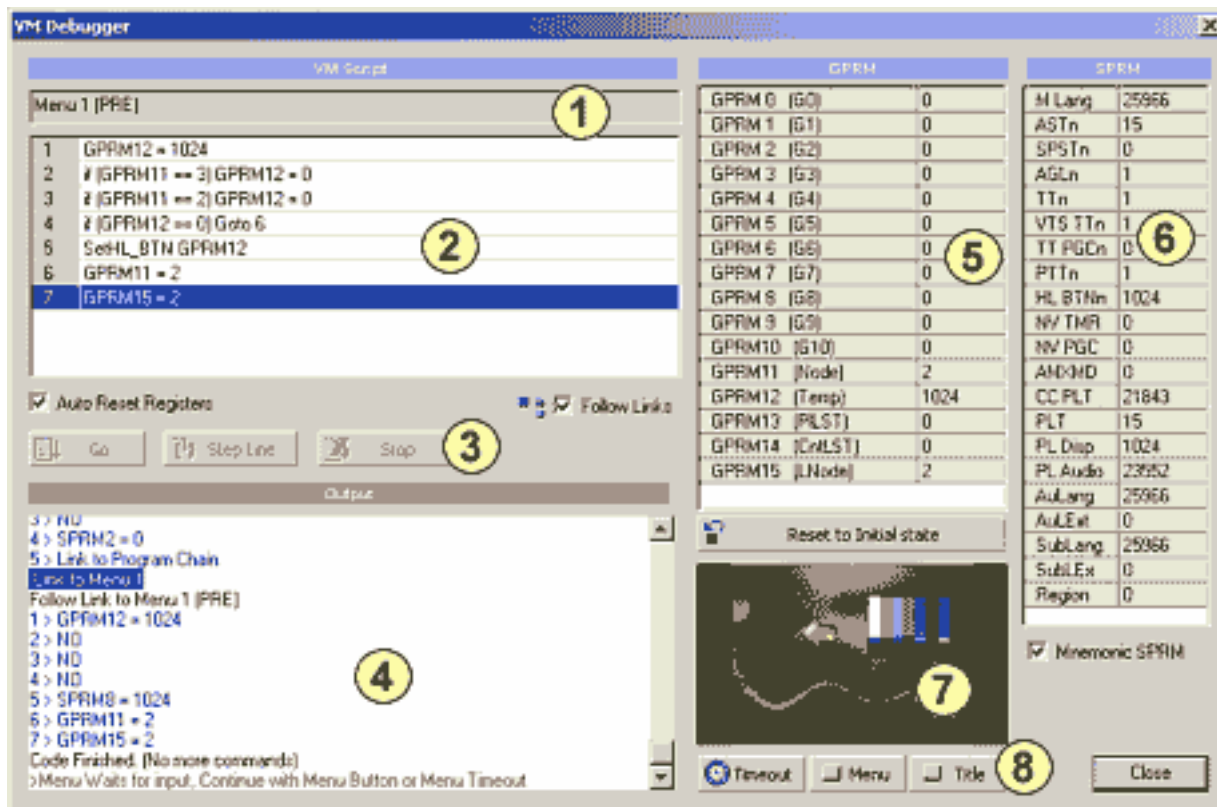 VM Debugger
VM Script
Menu 1 [PRE]
1
1 GPRM12 = 1024
2 if (GPRM11 == 3) GPRM12 = 0
3 if (GPRM11 == 2) GPRM12 = 0
4 if (GPRM12 == 0) Goto 6
5 SetHL_BTN GPRM12
6 GPRM11 = 2
7 GPRM15 = 2
2
Auto Reset Registers
Follow Links
Go
Step Line
Stop
3
Output
3 > NO
4 > SPRM2 = 0
5 > Link to Program Chain
Link to Menu 1
Follow Link to Menu 1 [PRE]
1 > GPRM12 = 1024
2 > NO
3 > NO
4 > NO
5 > SPRM8 = 1024
6 > GPRM11 = 2
7 > GPRM15 = 2
Code Finished. (No more commands)
>Menu Waits for input, Continue with Menu Button or Menu Timeout
4
GPRM
GPRM 0 (G0) 0
GPRM 1 (G1) 0
GPRM 2 (G2) 0
GPRM 3 (G3) 0
GPRM 4 (G4) 0
GPRM 5 (G5) 0
GPRM 6 (G6) 0
GPRM 7 (G7) 0
GPRM 8 (G8) 0
GPRM 9 (G9) 0
GPRM10 (G10) 0
GPRM11 (Node) 2
GPRM12 (Temp) 1024
GPRM13 (PILST) 0
GPRM14 (CntLST) 0
GPRM15 (LNode) 2
5
Reset to Initial state
7
Timeout
Menu
Title
8
SPRM
M Lang 25966
ASTn 15
SPSTn 0
AGLn 1
TTn 1
VTS TTn 1
TT PGCn 0
PTTn 1
HL BTNn 1024
NV TMR 0
NV PGC 0
AMXMD 0
CC PLT 21843
PLT 15
PL Disp 1024
PL Audio 23552
AuLang 25966
AuLExt 0
SubLang 25966
SubLEx 0
Region 0
6
Mnemonic SPRM
Close